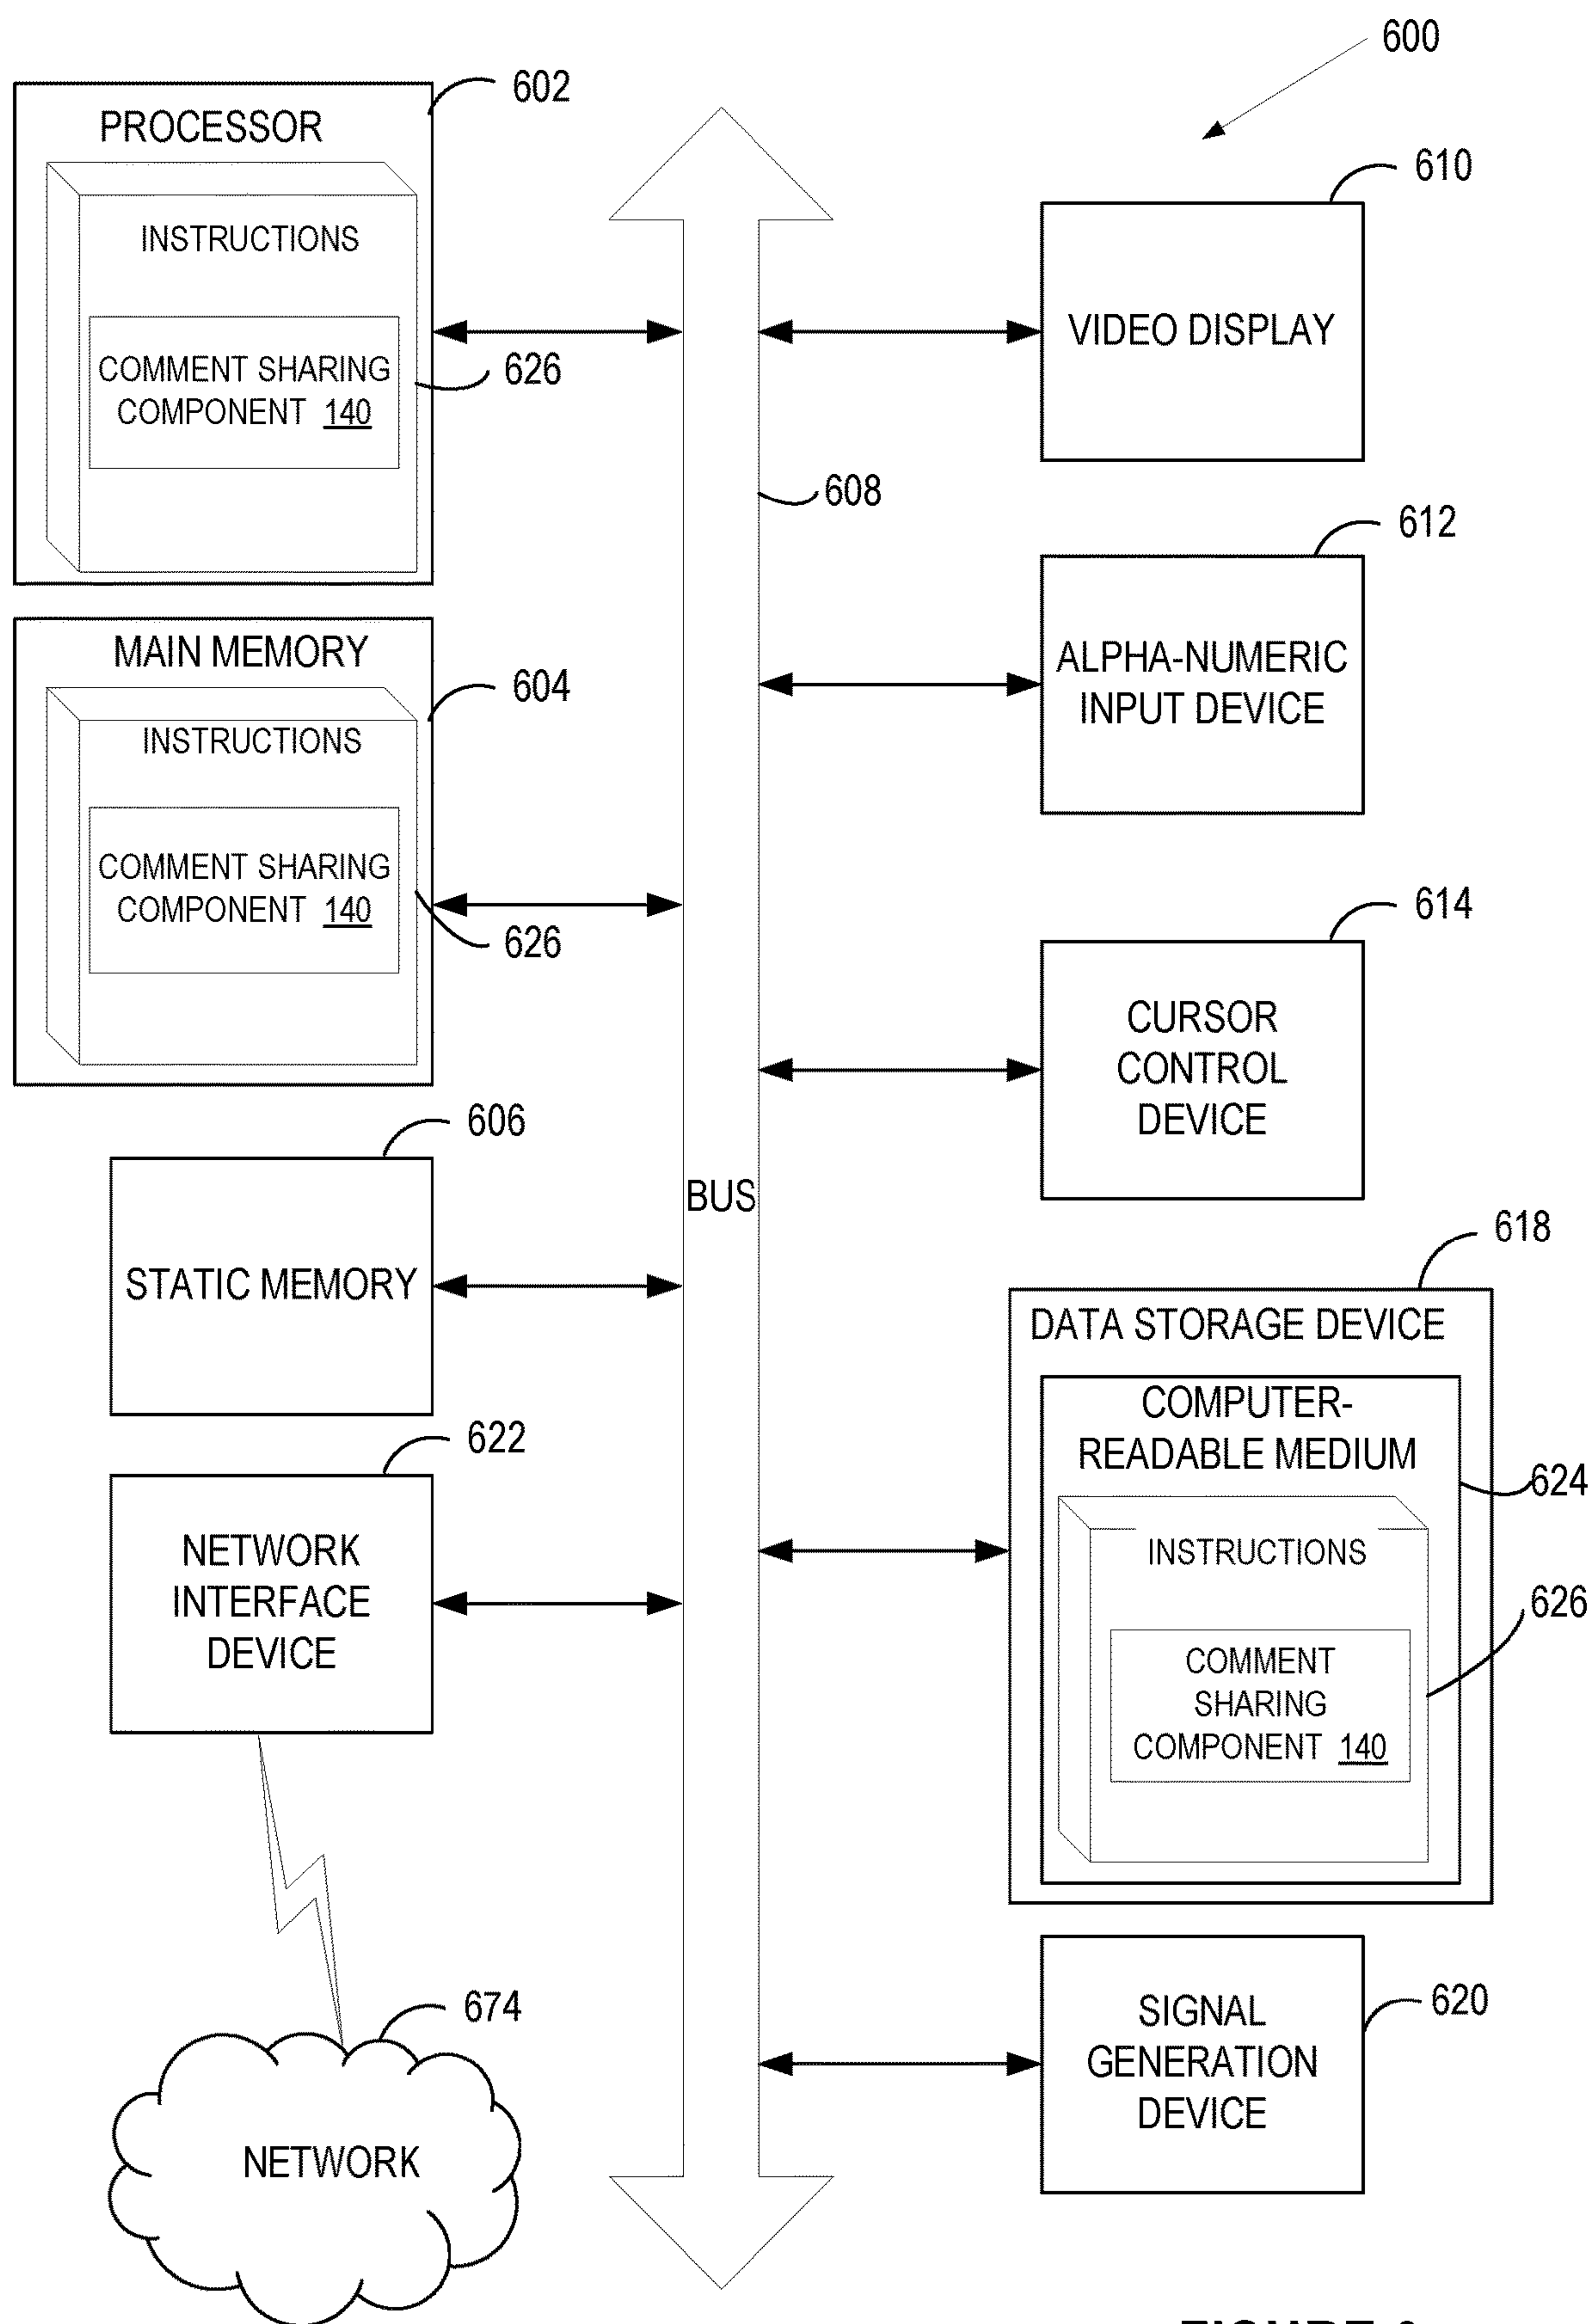 600
602
PROCESSOR
INSTRUCTIONS
COMMENT SHARING
COMPONENT 140
626
MAIN MEMORY
604
INSTRUCTIONS
COMMENT SHARING
COMPONENT 140
626
606
STATIC MEMORY
622
NETWORK
INTERFACE
DEVICE
674
NETWORK
BUS
608
610
VIDEO DISPLAY
612
ALPHA-NUMERIC
INPUT DEVICE
614
CURSOR
CONTROL
DEVICE
618
DATA STORAGE DEVICE
COMPUTER-
READABLE MEDIUM
624
INSTRUCTIONS
626
COMMENT
SHARING
COMPONENT 140
620
SIGNAL
GENERATION
DEVICE